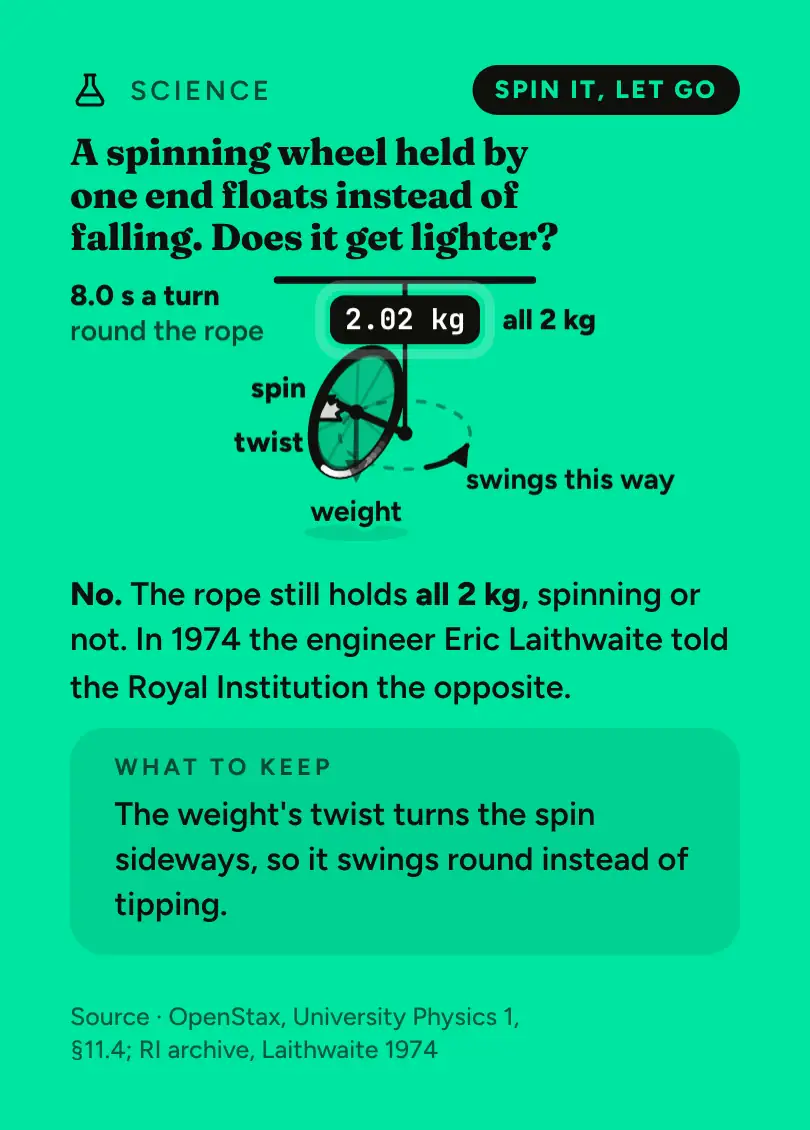 SCIENCE
SPIN IT, LET GO
A spinning wheel held by
one end floats instead of
falling. Does it get lighter?
8.0 s a turn
round the rope
2.02 kg
all 2 kg
spin
twist
swings this way
weight
No. The rope still holds all 2 kg, spinning or
not. In 1974 the engineer Eric Laithwaite told
the Royal Institution the opposite.
WHAT TO KEEP
The weight's twist turns the spin
sideways, so it swings round instead of
tipping.
Source · OpenStax, University Physics 1,
§11.4; RI archive, Laithwaite 1974